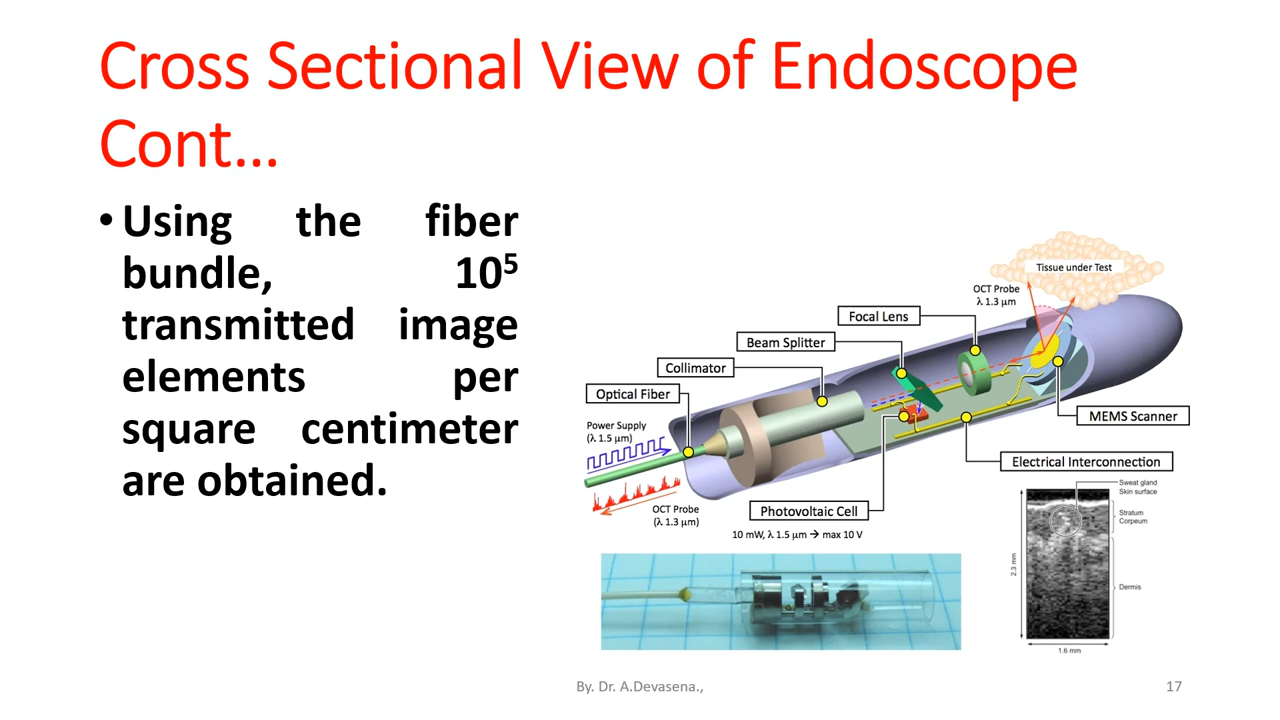 Cross Sectional View of Endoscope
Cont...
• Using the fiber
bundle, 10⁵
transmitted image
elements per
square centimeter
are obtained.
Tissue under Test
OCT Probe
λ 1.3 μm
Focal Lens
Beam Splitter
Collimator
Optical Fiber
Power Supply
(λ 1.5 μm)
MEMS Scanner
Electrical Interconnection
Photovoltaic Cell
10 mW, λ 1.5 μm → max 10 V
OCT Probe
(λ 1.3 μm)
Sweat gland
Skin surface
Stratum
Corpeum
2.3 mm
Dermis
1.6 mm
By. Dr. A.Devasena.,
17